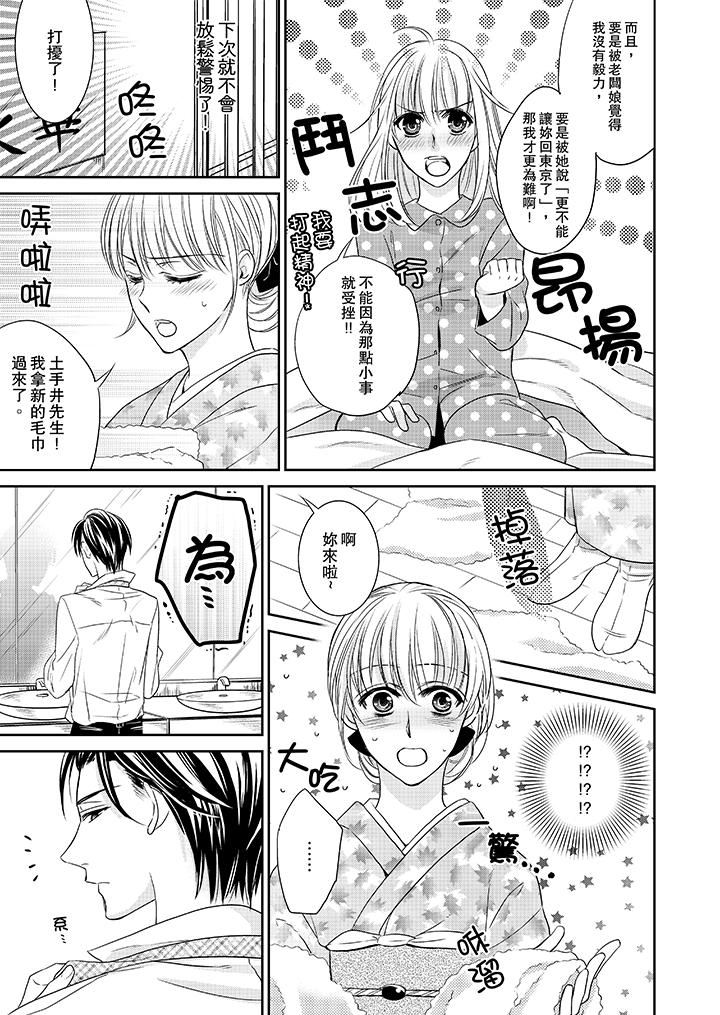 而且，
要是被老闆娘覺得
我沒有毅力，
要是被她說「更不能
讓妳回東京了」，
那我才更為難啊！
鬥志
昂揚
行
我要
打起精神！
不能因為那點小事
就受挫!!
下次就不會
放鬆警惕了！
打擾了！
咚
咚
嘩
啦
啦
土手井先生！
我拿新的毛巾
過來了。
掉落
啊
妳來啦~
為…
!?
!?
!?
!?
大吃
一驚…
……
咻
溜
系…